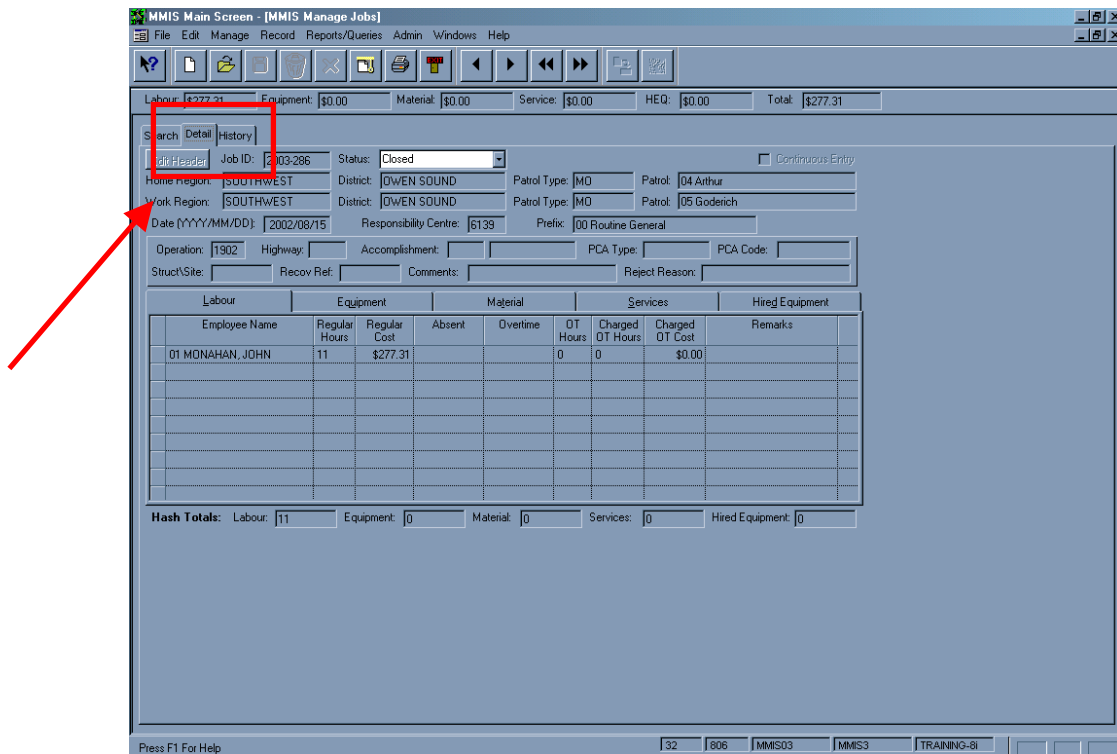 MMIS Main Screen - [MMIS Manage Jobs]
File Edit Manage Record Reports/Queries Admin Windows Help
Labour: $277.31 Equipment: $0.00 Material: $0.00 Service: $0.00 HEQ: $0.00 Total: $277.31
Search Detail History
Edit Header Job ID: 2003-286 Status: Closed Continuous Entry
Home Region: SOUTHWEST District: OWEN SOUND Patrol Type: MO Patrol: 04 Arthur
Work Region: SOUTHWEST District: OWEN SOUND Patrol Type: MO Patrol: 05 Goderich
Date (YYYY/MM/DD): 2002/08/15 Responsibility Centre: 6139 Prefix: 00 Routine General
Operation: 1902 Highway: Accomplishment: PCA Type: PCA Code:
Struct\Site: Recov Ref: Comments: Reject Reason:
Labour Equipment Material Services Hired Equipment
Employee Name Regular Hours Regular Cost Absent Overtime OT Hours Charged OT Hours Charged OT Cost Remarks
01 MONAHAN, JOHN 11 $277.31 0 0 $0.00
Hash Totals: Labour: 11 Equipment: 0 Material: 0 Services: 0 Hired Equipment: 0
Press F1 For Help 32 806 MMIS03 MMIS3 TRAINING-8i